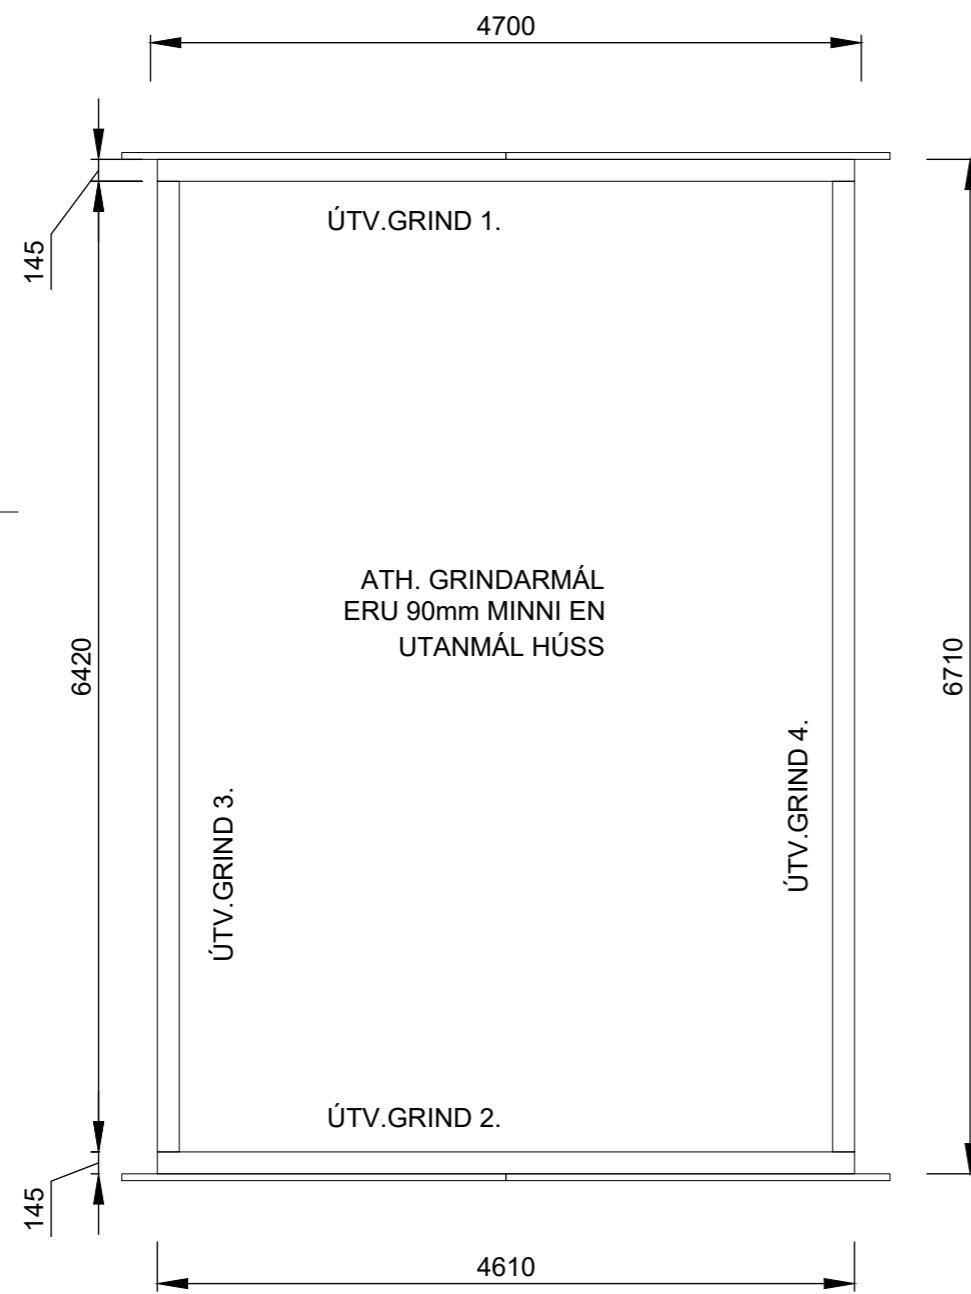 4700
145
ÚTV.GRIND 1.
ATH. GRINDARMÁL
ERU 90mm MINNI EN
UTANMÁL HÚSS
6420
6710
ÚTV.GRIND 3.
ÚTV.GRIND 4.
ÚTV.GRIND 2.
145
4610